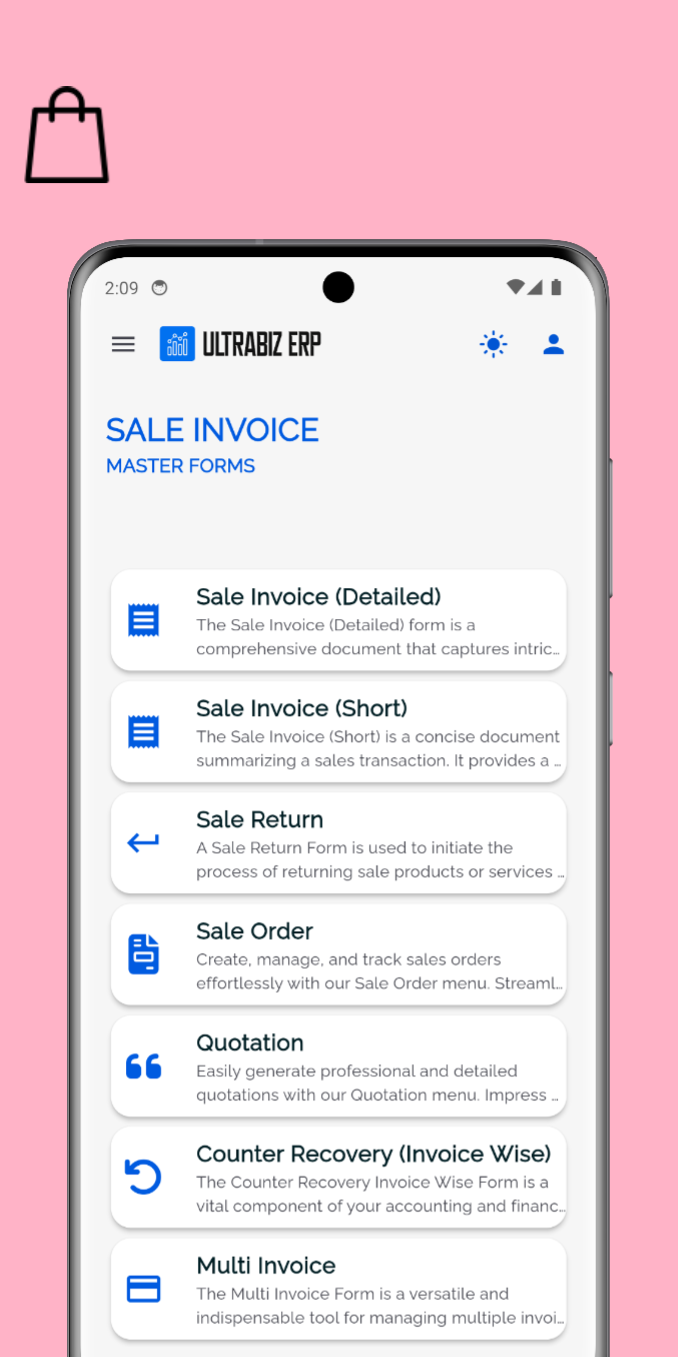 2:09
ULTRABIZ ERP
SALE INVOICE
MASTER FORMS
Sale Invoice (Detailed)
The Sale Invoice (Detailed) form is a
comprehensive document that captures intric...
Sale Invoice (Short)
The Sale Invoice (Short) is a concise document
summarizing a sales transaction. It provides a ...
Sale Return
A Sale Return Form is used to initiate the
process of returning sale products or services ...
Sale Order
Create, manage, and track sales orders
effortlessly with our Sale Order menu. Streaml...
Quotation
Easily generate professional and detailed
quotations with our Quotation menu. Impress ...
Counter Recovery (Invoice Wise)
The Counter Recovery Invoice Wise Form is a
vital component of your accounting and financ...
Multi Invoice
The Multi Invoice Form is a versatile and
indispensable tool for managing multiple invoi...